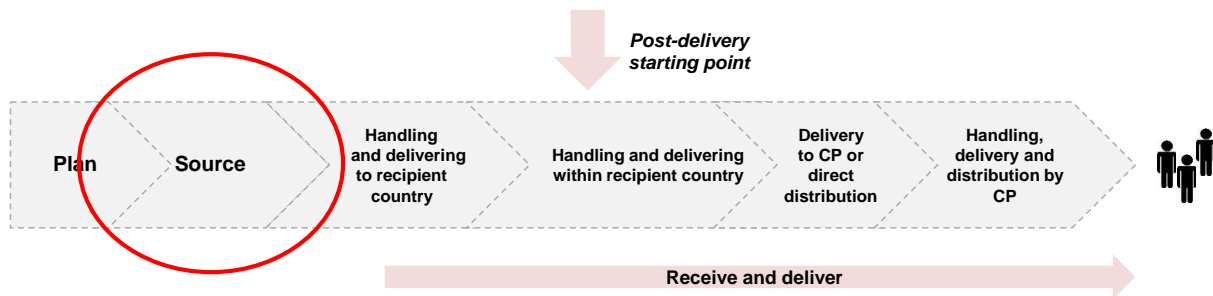 Post-delivery
starting point
Plan
Source
Handling
and delivering
to recipient
country
Handling and delivering
within recipient country
Delivery
to CP or
direct
distribution
Handling,
delivery and
distribution by
CP
Receive and deliver